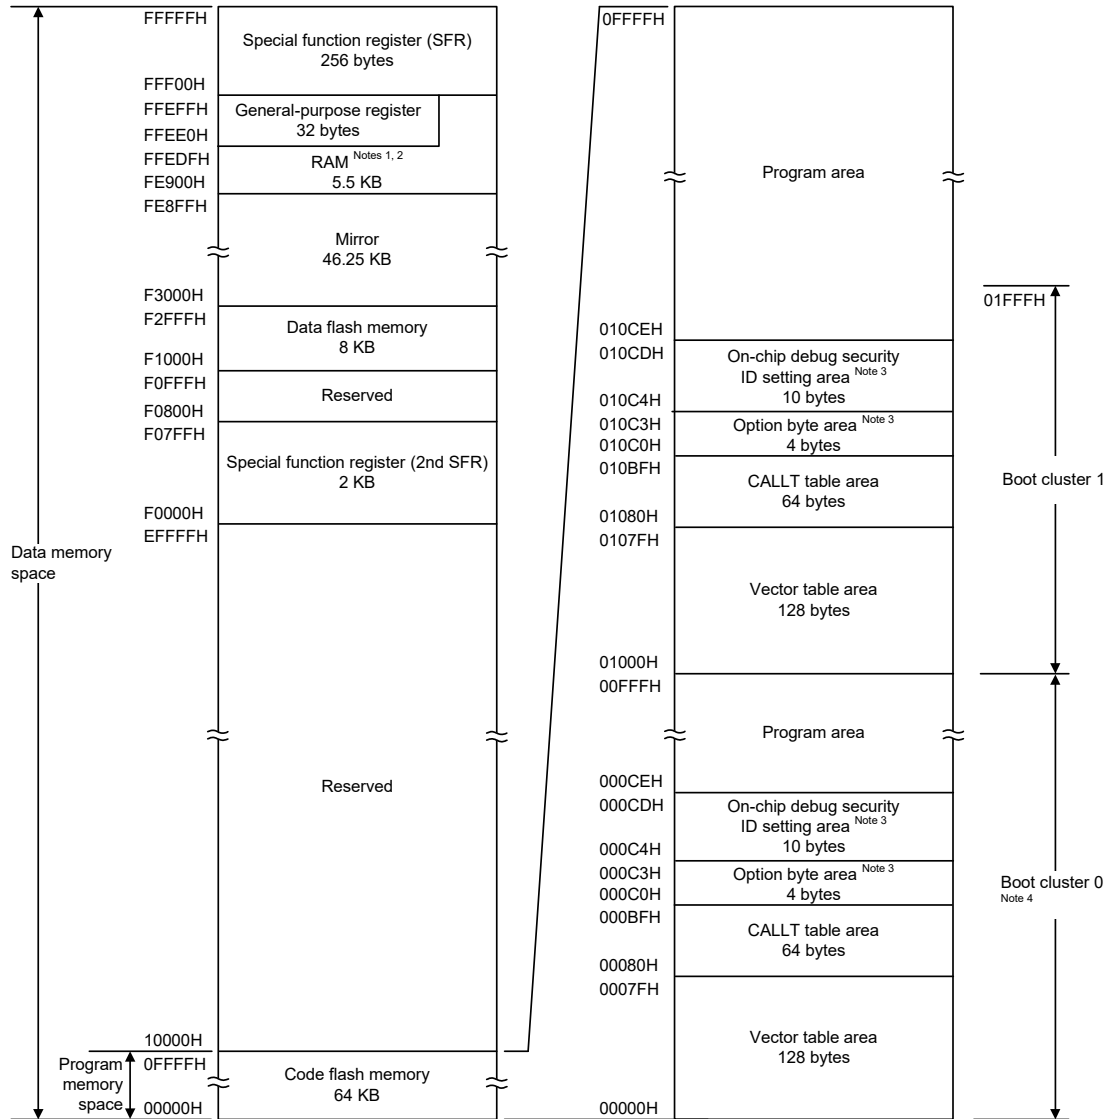 FFFFFH
Special function register (SFR)
256 bytes
FFF00H
FFEFFH
General-purpose register
32 bytes
FFEE0H
FFEDFH
RAM Notes 1, 2
5.5 KB
FE900H
FE8FFH
Mirror
46.25 KB
F3000H
F2FFFH
Data flash memory
8 KB
F1000H
F0FFFH
Reserved
F0800H
F07FFH
Special function register (2nd SFR)
2 KB
F0000H
EFFFFH
Data memory
space
Reserved
10000H
Program
memory
space
0FFFFH
Code flash memory
64 KB
00000H
0FFFFH
Program area
01FFFH
010CEH
010CDH
On-chip debug security
ID setting area Note 3
10 bytes
010C4H
010C3H
Option byte area Note 3
4 bytes
010C0H
010BFH
CALLT table area
64 bytes
01080H
0107FH
Vector table area
128 bytes
01000H
Boot cluster 1
00FFFH
Program area
000CEH
000CDH
On-chip debug security
ID setting area Note 3
10 bytes
000C4H
000C3H
Option byte area Note 3
4 bytes
000C0H
000BFH
CALLT table area
64 bytes
00080H
0007FH
Vector table area
128 bytes
00000H
Boot cluster 0
Note 4